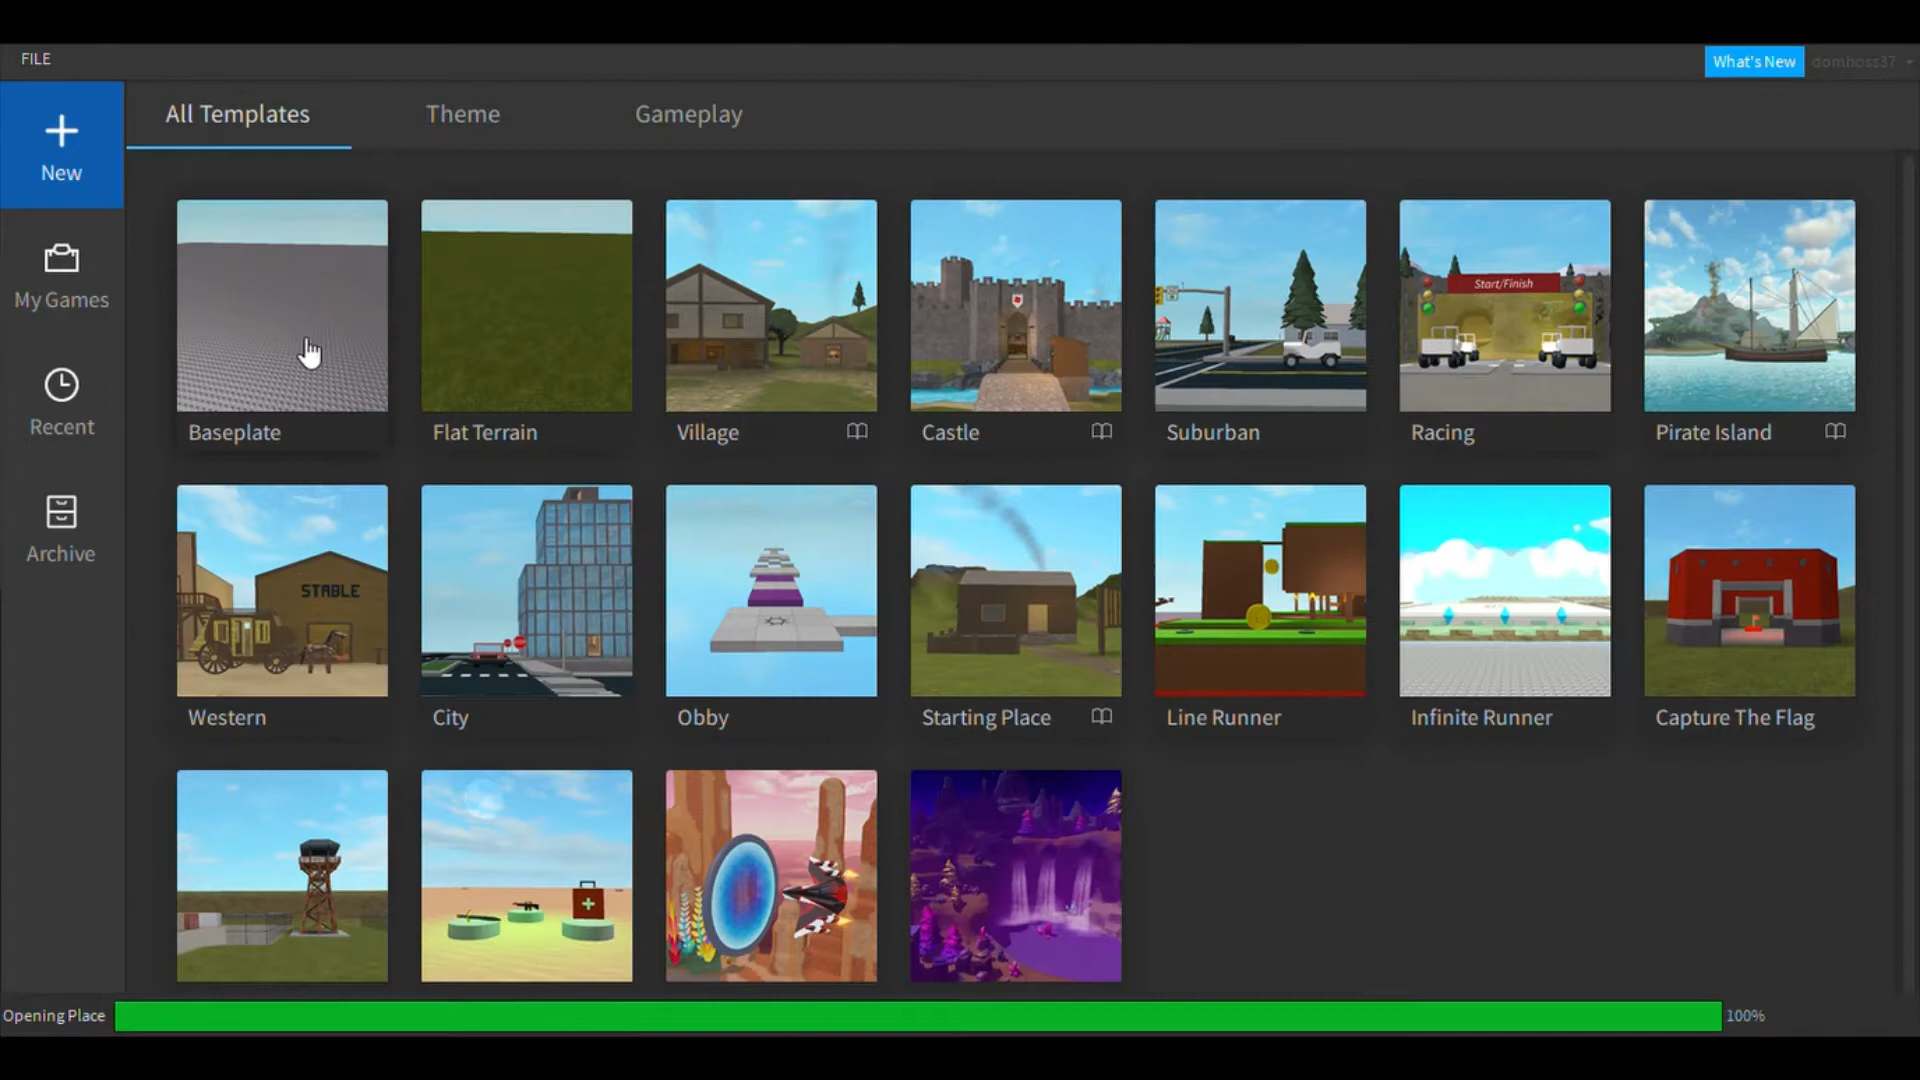 FILE
What's New
domhoss37
All Templates
Theme
Gameplay
New
My Games
Recent
Archive
Start/Finish
Baseplate
Flat Terrain
Village
Castle
Suburban
Racing
Pirate Island
STABLE
Western
City
Obby
Starting Place
Line Runner
Infinite Runner
Capture The Flag
Opening Place
100%